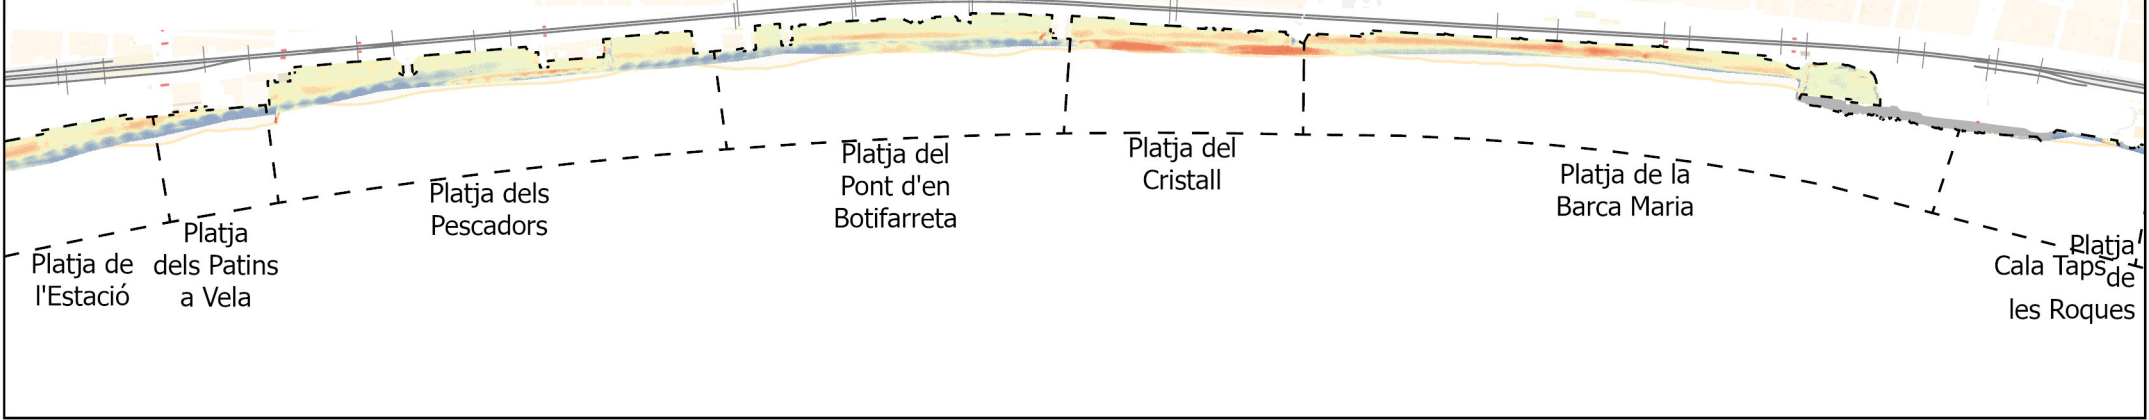 Platja de
l'Estació
Platja
dels Patins
a Vela
Platja dels
Pescadors
Platja del
Pont d'en
Botifarreta
Platja del
Cristall
Platja de la
Barca Maria
Cala Taps
Platja
de
les Roques